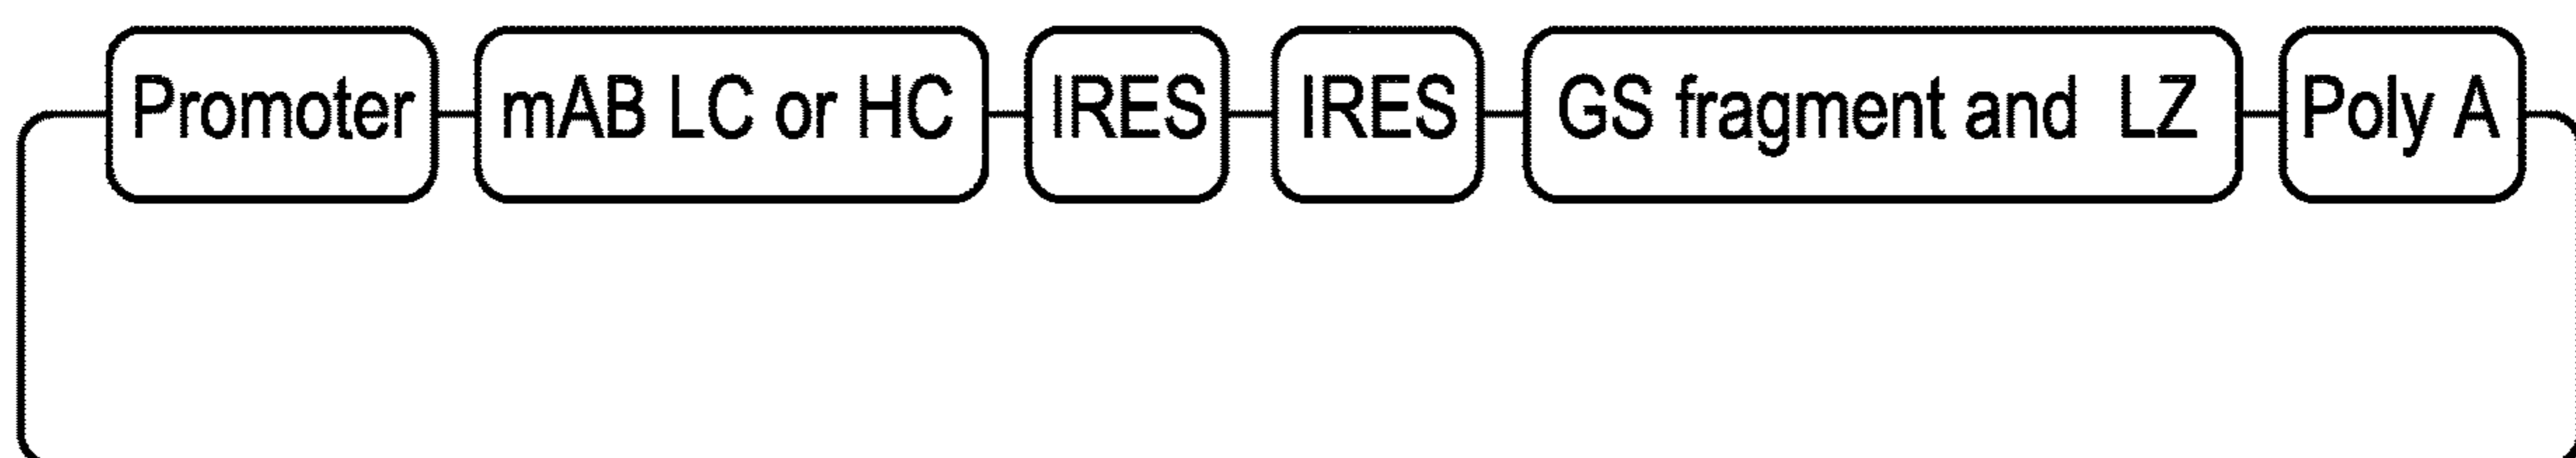 Promoter mAB LC or HC IRES IRES GS fragment and LZ Poly A